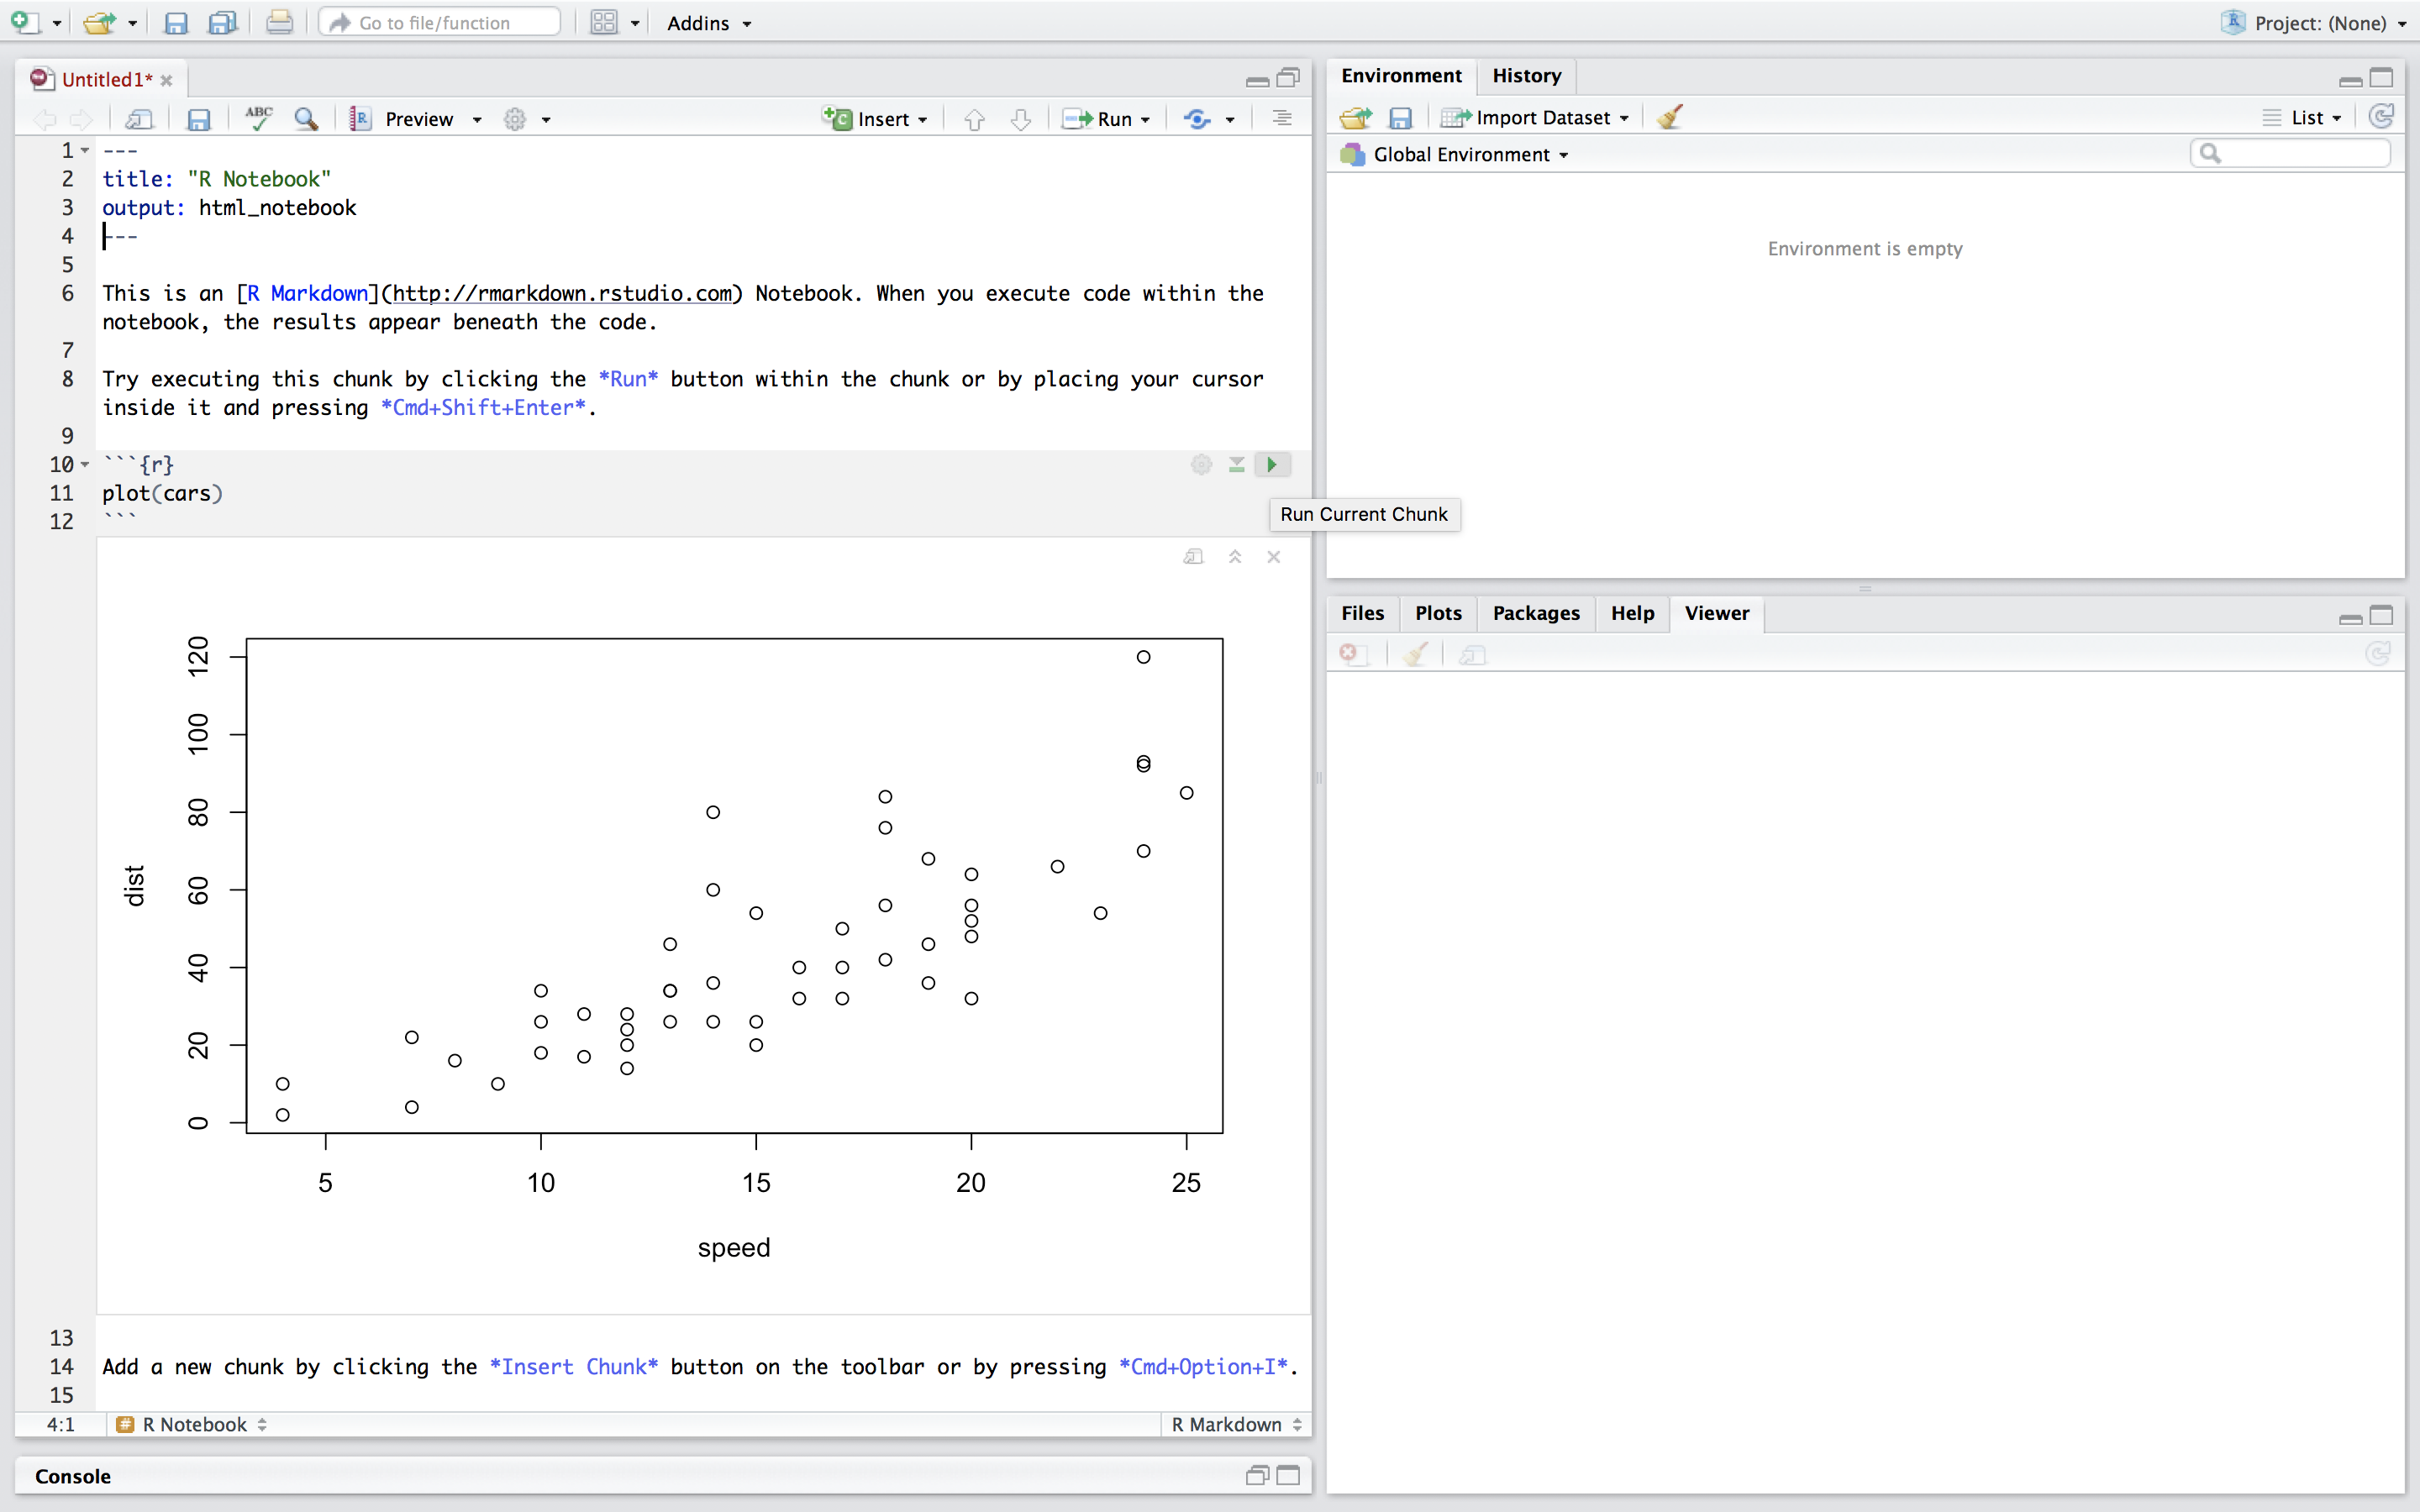 Go to file/function
Addins
Project: (None)
Untitled1*
Environment
History
ABC
Preview
Insert
Run
Import Dataset
List
Global Environment
Environment is empty
1 ---
2 title: "R Notebook"
3 output: html_notebook
4 ---
5
6 This is an [R Markdown](http://rmarkdown.rstudio.com) Notebook. When you execute code within the
notebook, the results appear beneath the code.
7
8 Try executing this chunk by clicking the *Run* button within the chunk or by placing your cursor
inside it and pressing *Cmd+Shift+Enter*.
9
10 ```{r}
11 plot(cars)
12 ```
Run Current Chunk
120
100
80
60
40
20
0
dist
5 10 15 20 25
speed
13
14 Add a new chunk by clicking the *Insert Chunk* button on the toolbar or by pressing *Cmd+Option+I*.
15
4:1 # R Notebook R Markdown
Console
Files Plots Packages Help Viewer